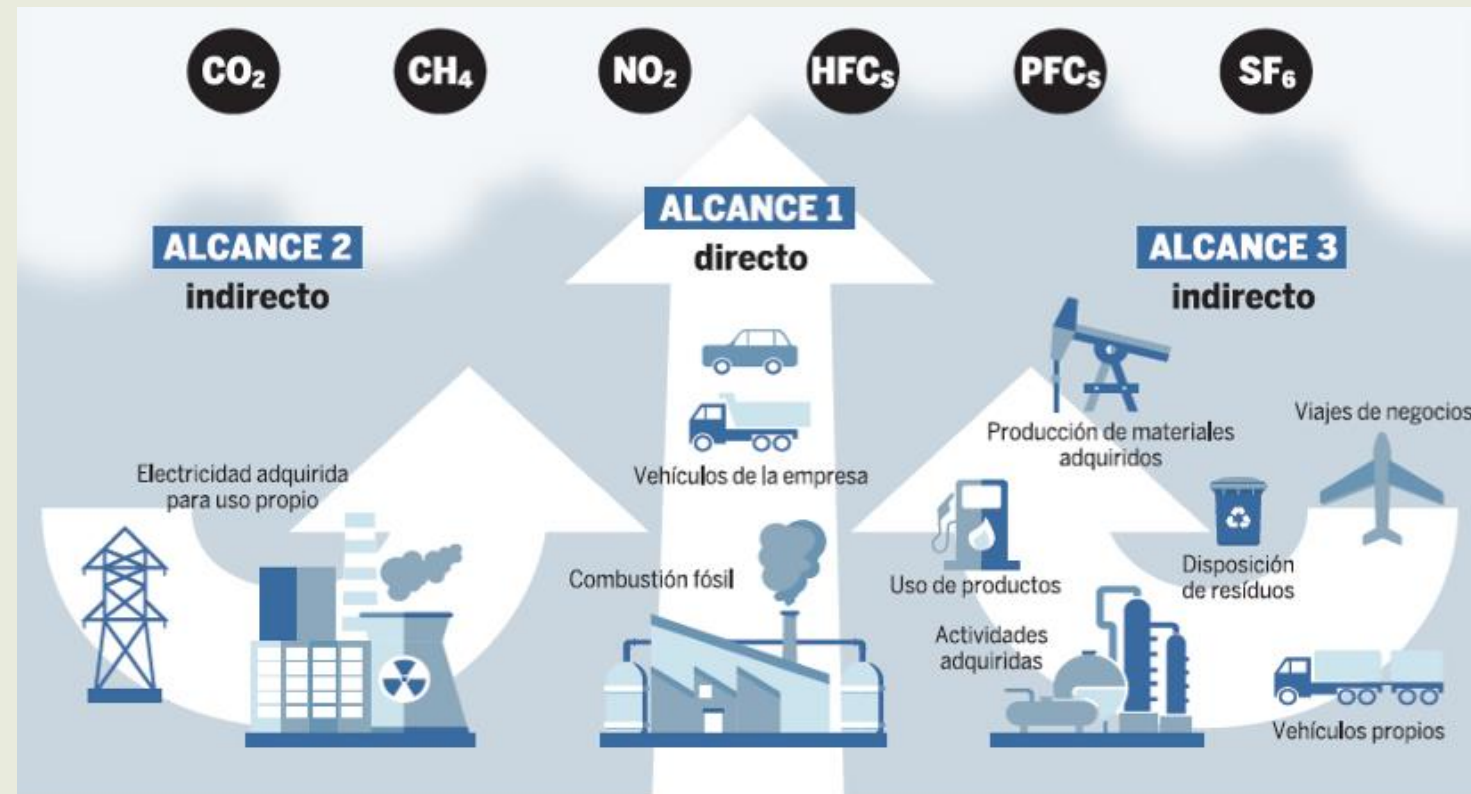 CO₂ CH₄ NO₂ HFCs PFCs SF₆
ALCANCE 2
indirecto
Electricidad adquirida
para uso propio
ALCANCE 1
directo
Vehículos de la empresa
Combustión fósil
ALCANCE 3
indirecto
Producción de materiales
adquiridos
Viajes de negocios
Uso de productos
Disposición
de resíduos
Actividades
adquiridas
Vehículos propios